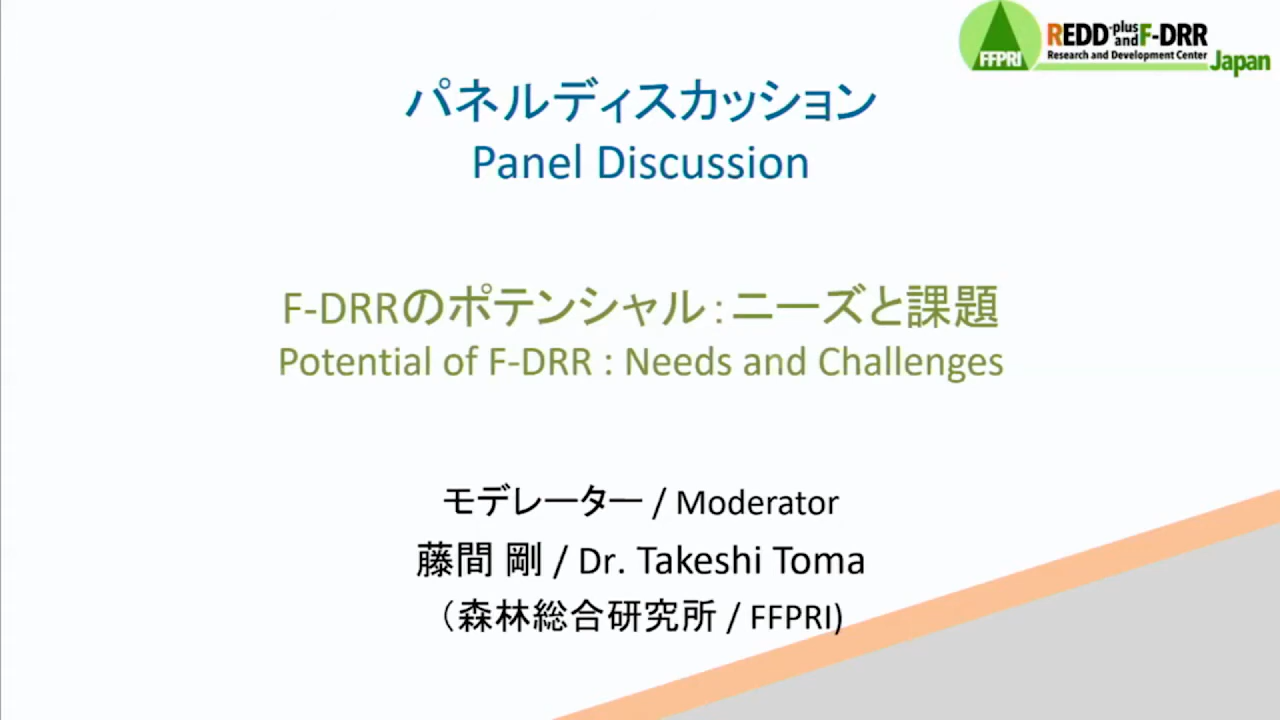 FFPRI
REDD-plus and F-DRR
Research and Development Center
Japan
パネルディスカッション
Panel Discussion
F-DRRのポテンシャル：ニーズと課題
Potential of F-DRR : Needs and Challenges
モデレーター / Moderator
藤間 剛 / Dr. Takeshi Toma
（森林総合研究所 / FFPRI)